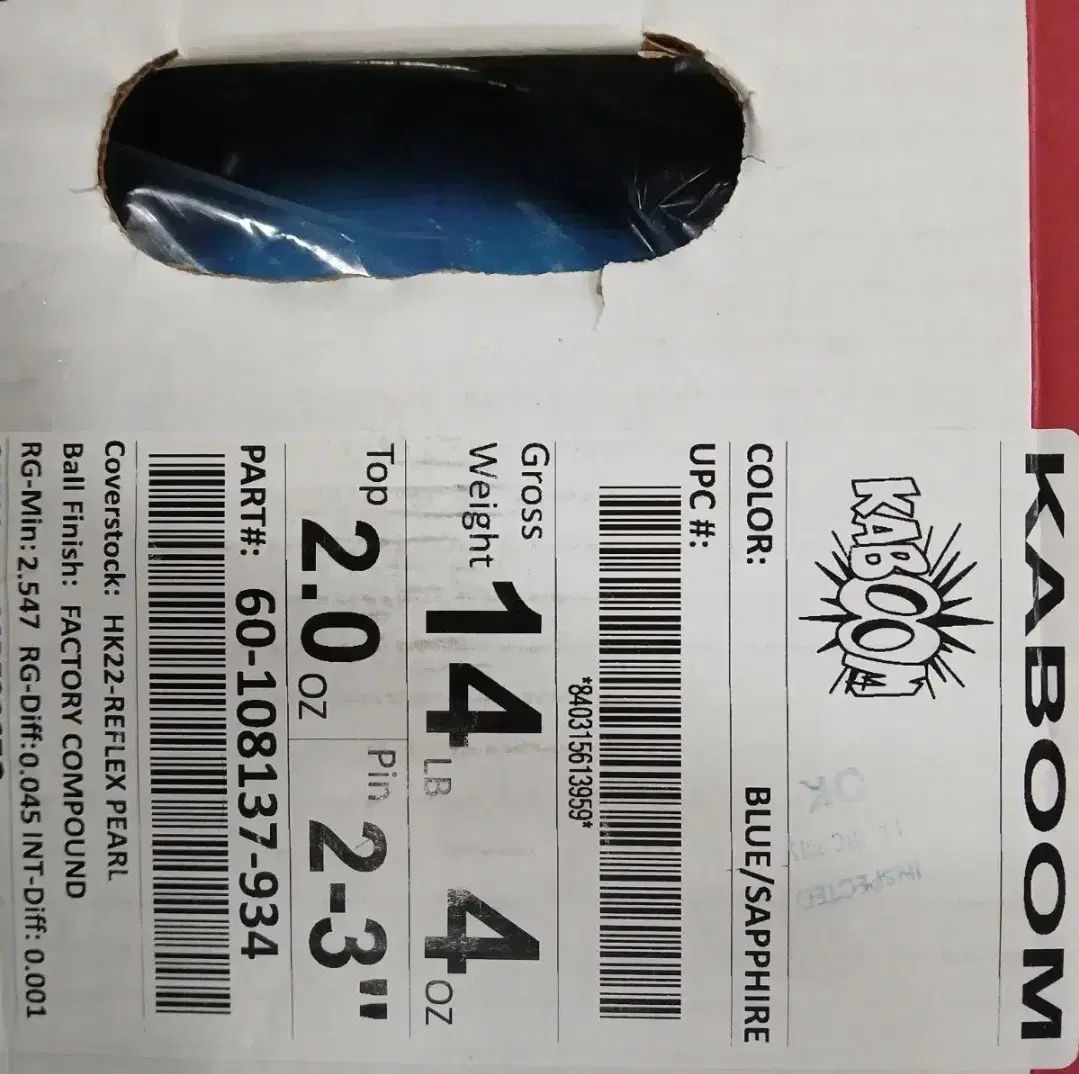 KABOOM
KABOOM
OK
INSPECTED
COLOR: BLUE/SAPPHIRE
UPC #:
*840315613959*
Gross Weight 14 LB 4 OZ
Top 2.0 OZ Pin 2-3"
PART#: 60-108137-934
Coverstock: HK22-REFLEX PEARL
Ball Finish: FACTORY COMPOUND
RG-Min: 2.547 RG-Diff:0.045 INT-Diff: 0.001